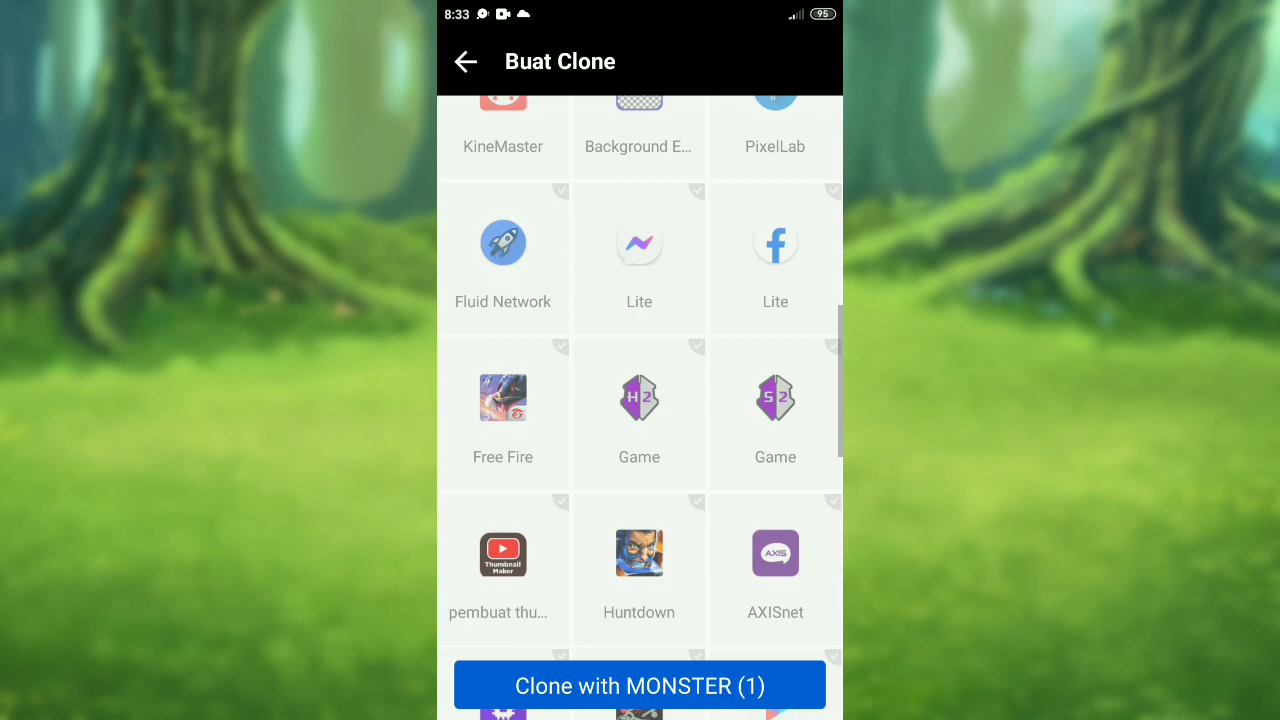 8:33
95
Buat Clone
KineMaster
Background E...
PixelLab
Fluid Network
Lite
Lite
H2
S2
Free Fire
Game
Game
Thumbnail
Maker
AXIS
pembuat thu...
Huntdown
AXISnet
Clone with MONSTER (1)